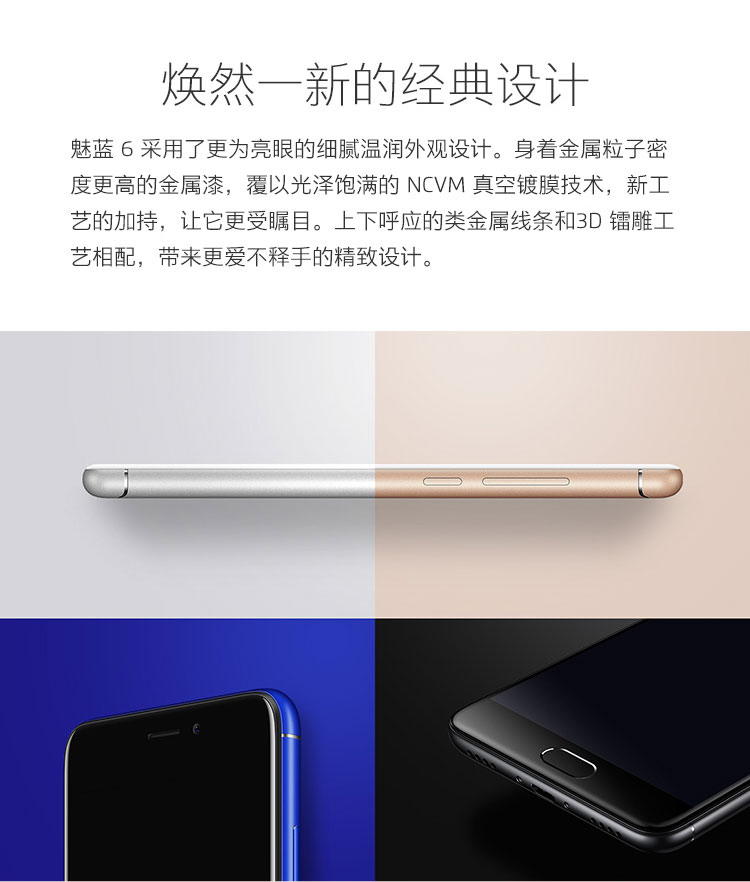 焕然一新的经典设计
魅蓝 6 采用了更为亮眼的细腻温润外观设计。身着金属粒子密
度更高的金属漆，覆以光泽饱满的 NCVM 真空镀膜技术，新工
艺的加持，让它更受瞩目。上下呼应的类金属线条和3D 镭雕工
艺相配，带来更爱不释手的精致设计。